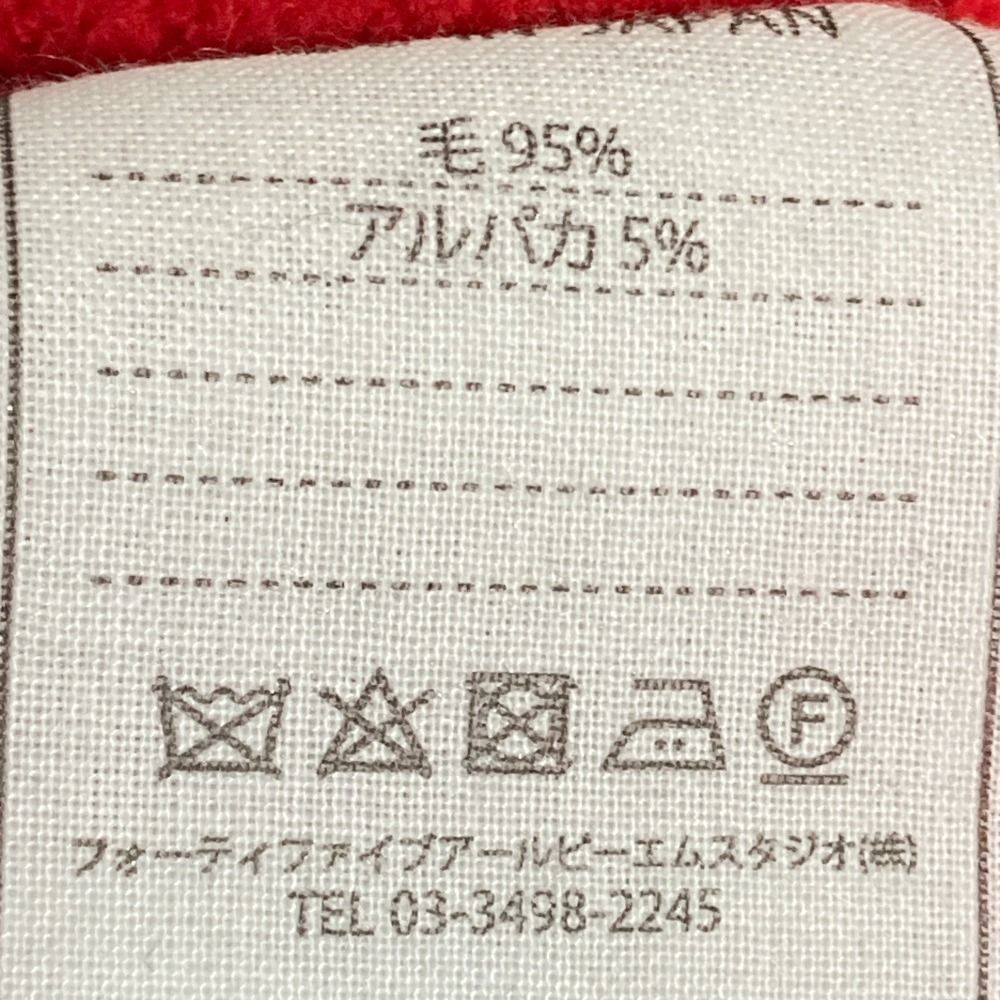 JAPAN
毛 95%
アルパカ 5%
F
フォーティファイブアールピーエムスタジオ(株)
TEL 03-3498-2245